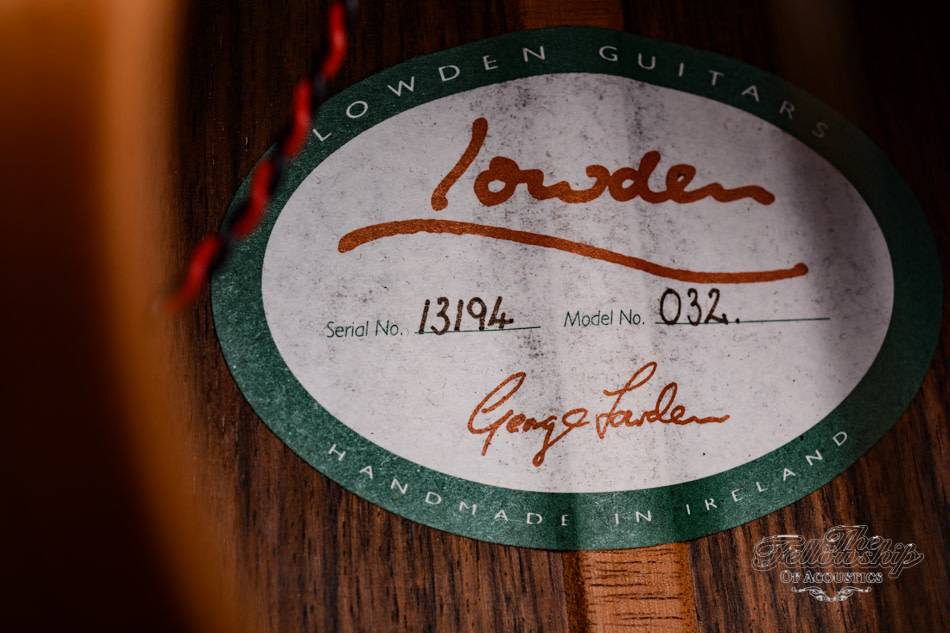 LOWDEN GUITARS
lowden
Serial No. 13194 Model No. 032.
George Lowden
HANDMADE IN IRELAND
The
Fellowship
Of Acoustics